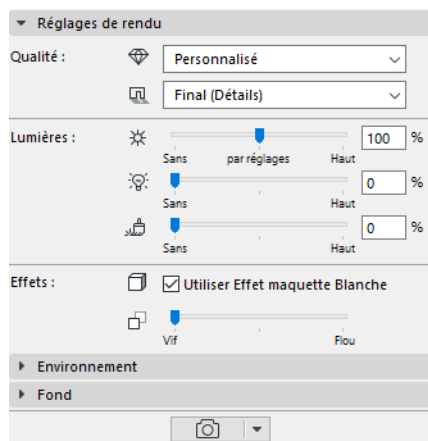 Réglages de rendu
Qualité : Personnalisé
Final (Détails)
Lumières : 100 %
Sans par réglages Haut
0 %
Sans Haut
0 %
Sans Haut
Effets : Utiliser Effet maquette Blanche
Vif Flou
Environnement
Fond